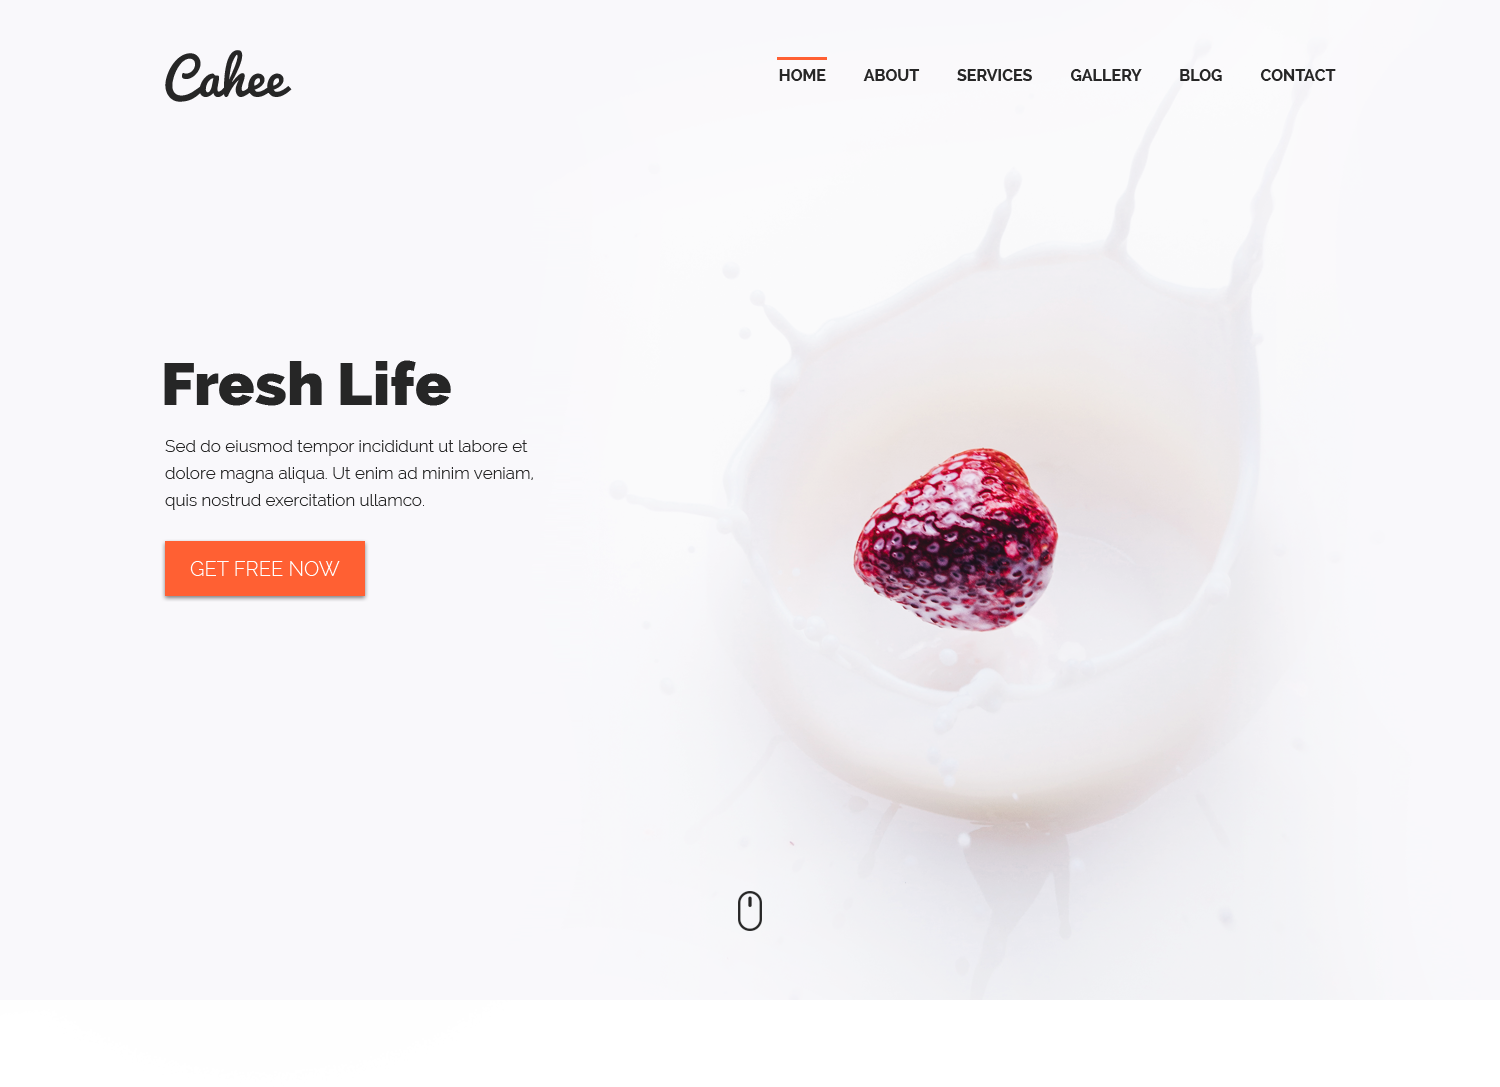 Cahee
HOME ABOUT SERVICES GALLERY BLOG CONTACT
Fresh Life
Sed do eiusmod tempor incididunt ut labore et
dolore magna aliqua. Ut enim ad minim veniam,
quis nostrud exercitation ullamco.
GET FREE NOW